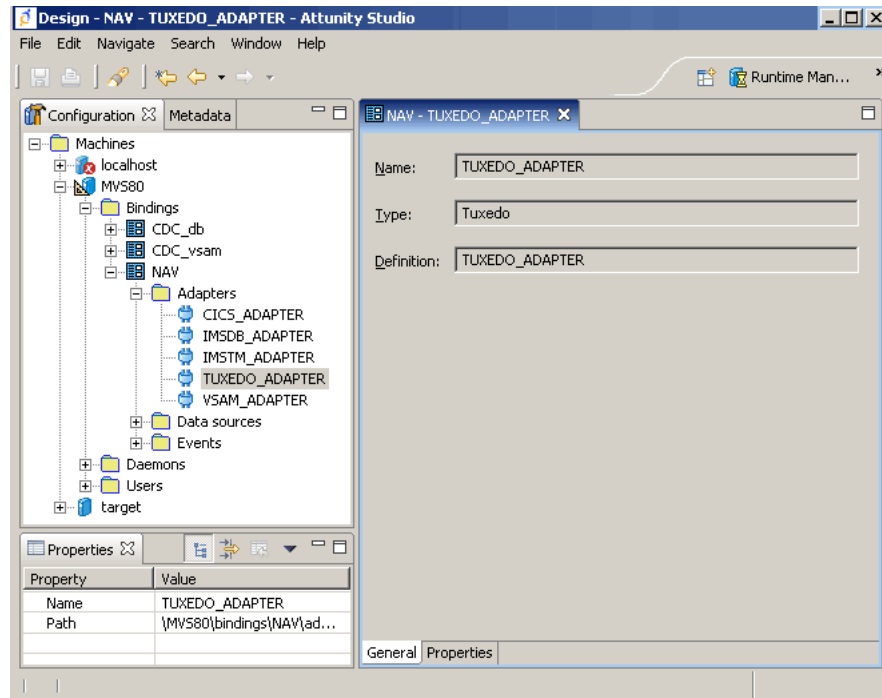 Design - NAV - TUXEDO_ADAPTER - Attunity Studio
File Edit Navigate Search Window Help
Runtime Man...
Configuration Metadata
Machines
localhost
MVS80
Bindings
CDC_db
CDC_vsam
NAV
Adapters
CICS_ADAPTER
IMSDB_ADAPTER
IMSTM_ADAPTER
TUXEDO_ADAPTER
VSAM_ADAPTER
Data sources
Events
Daemons
Users
target
NAV - TUXEDO_ADAPTER
Name: TUXEDO_ADAPTER
Type: Tuxedo
Definition: TUXEDO_ADAPTER
General Properties
Properties
Property Value
Name TUXEDO_ADAPTER
Path \MVS80\bindings\NAV\ad...